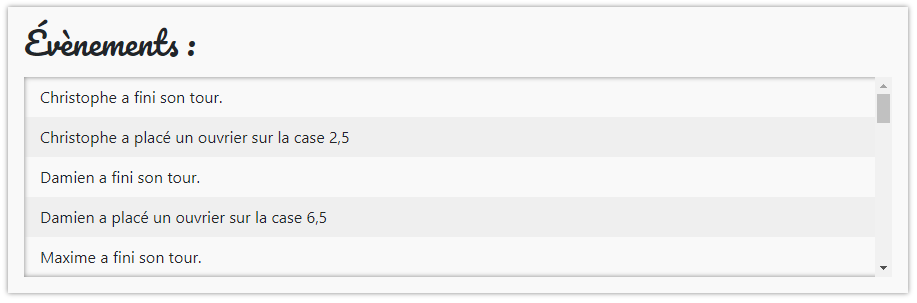 Évènements :
Christophe a fini son tour.
Christophe a placé un ouvrier sur la case 2,5
Damien a fini son tour.
Damien a placé un ouvrier sur la case 6,5
Maxime a fini son tour.